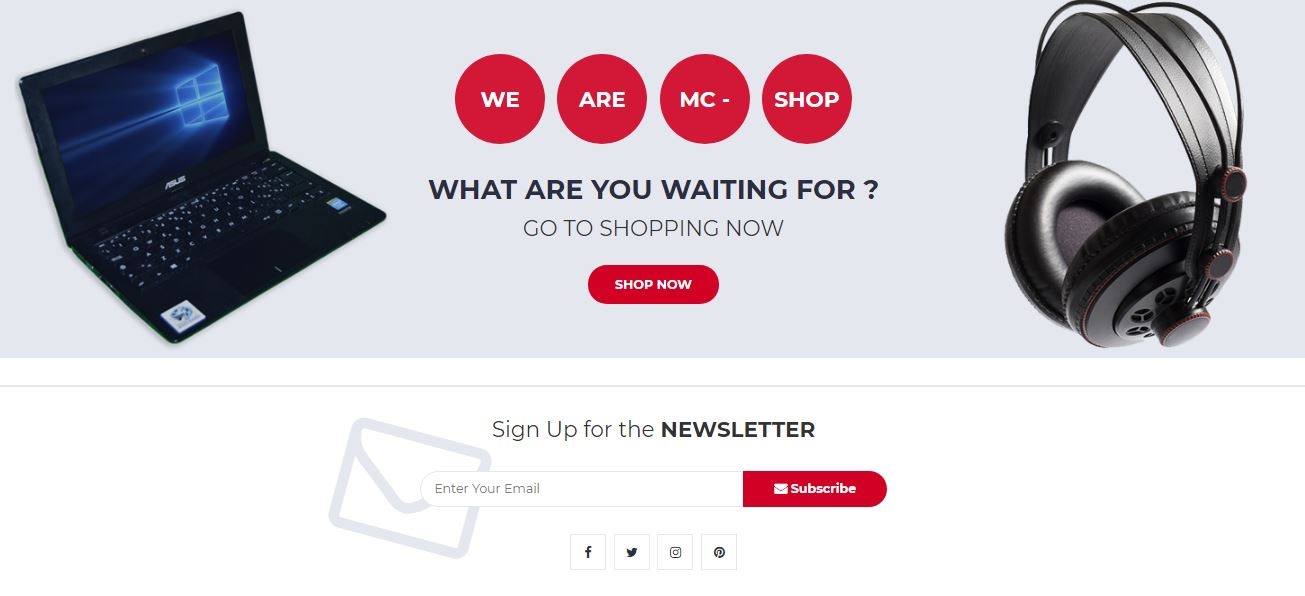 WE ARE MC - SHOP
WHAT ARE YOU WAITING FOR ?
GO TO SHOPPING NOW
SHOP NOW
ASUS
Sign Up for the NEWSLETTER
Enter Your Email
Subscribe